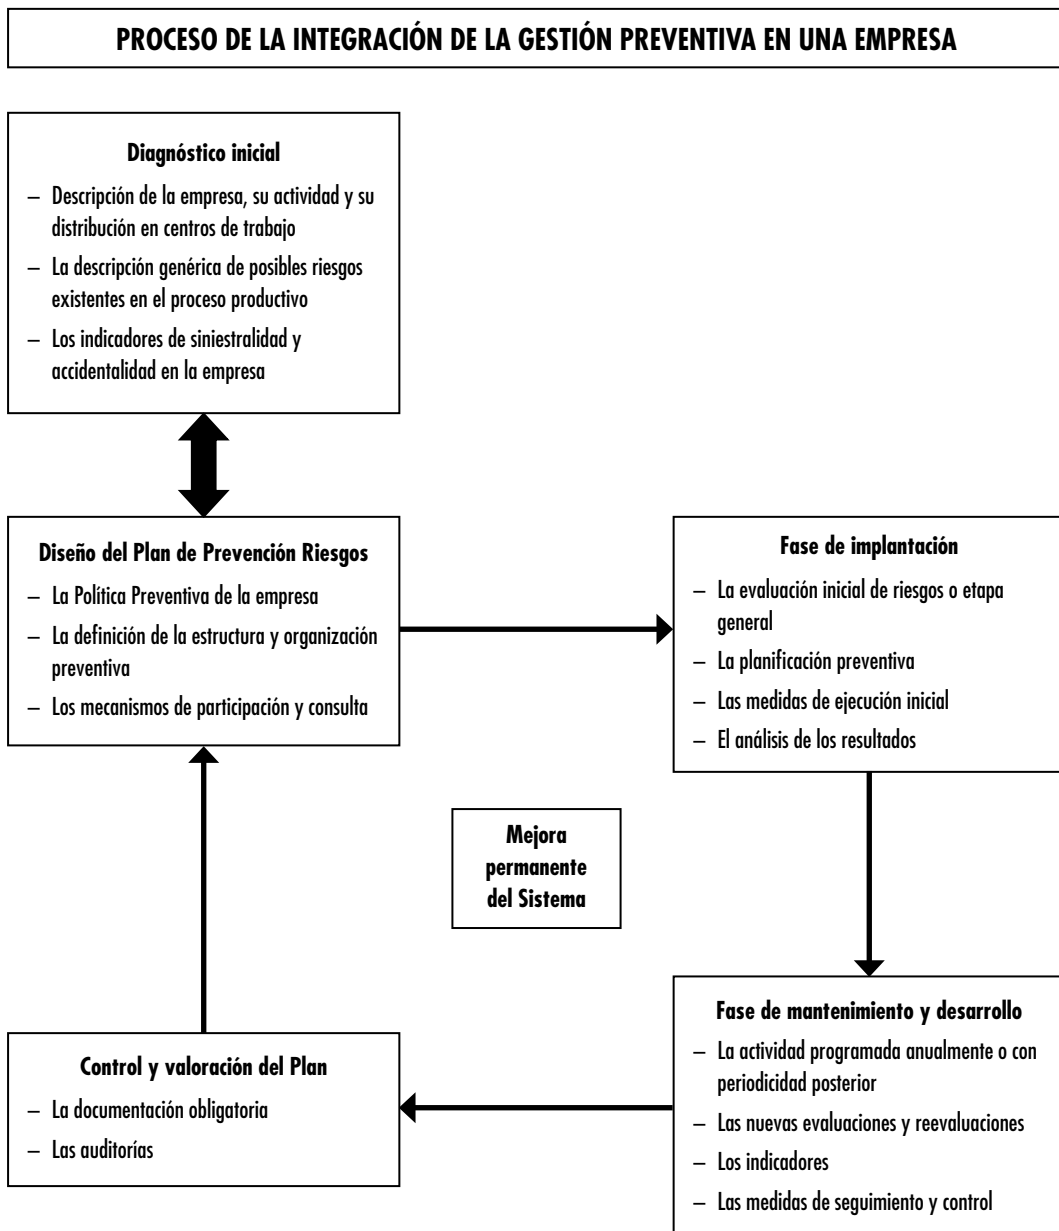 PROCESO DE LA INTEGRACIÓN DE LA GESTIÓN PREVENTIVA EN UNA EMPRESA
Diagnóstico inicial
– Descripción de la empresa, su actividad y su
distribución en centros de trabajo
– La descripción genérica de posibles riesgos
existentes en el proceso productivo
– Los indicadores de siniestralidad y
accidentalidad en la empresa
Diseño del Plan de Prevención Riesgos
– La Política Preventiva de la empresa
– La definición de la estructura y organización
preventiva
– Los mecanismos de participación y consulta
Fase de implantación
– La evaluación inicial de riesgos o etapa
general
– La planificación preventiva
– Las medidas de ejecución inicial
– El análisis de los resultados
Mejora
permanente
del Sistema
Fase de mantenimiento y desarrollo
– La actividad programada anualmente o con
periodicidad posterior
– Las nuevas evaluaciones y reevaluaciones
– Los indicadores
– Las medidas de seguimiento y control
Control y valoración del Plan
– La documentación obligatoria
– Las auditorías